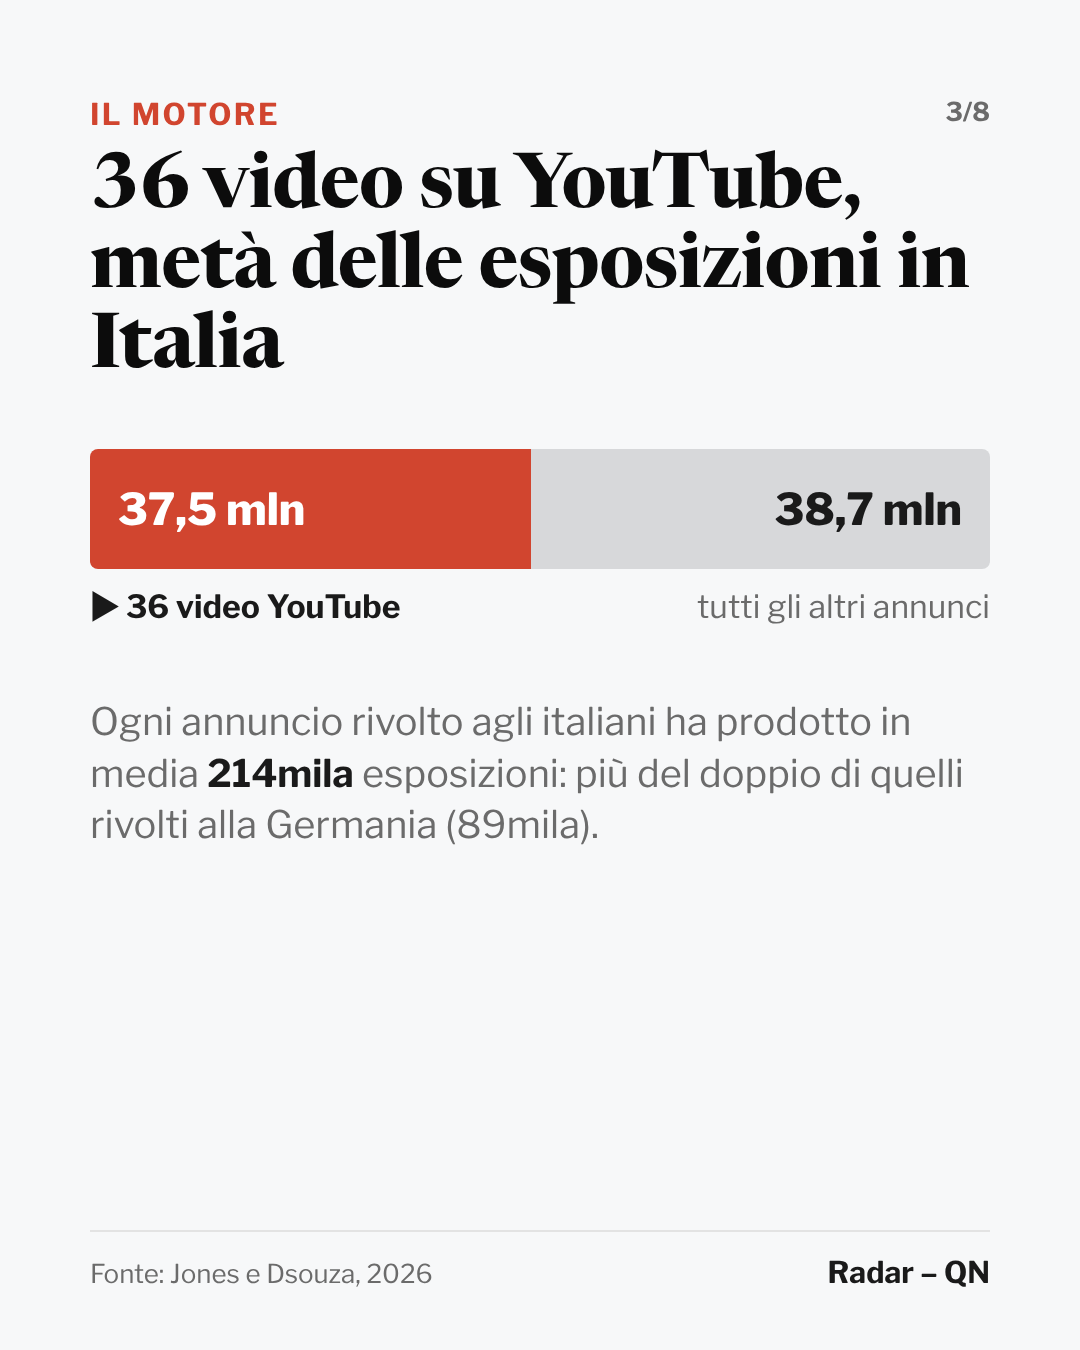 IL MOTORE
3/8
36 video su YouTube,
metà delle esposizioni in
Italia
37,5 mln
38,7 mln
▶ 36 video YouTube
tutti gli altri annunci
Ogni annuncio rivolto agli italiani ha prodotto in
media 214mila esposizioni: più del doppio di quelli
rivolti alla Germania (89mila).
Fonte: Jones e Dsouza, 2026
Radar – QN